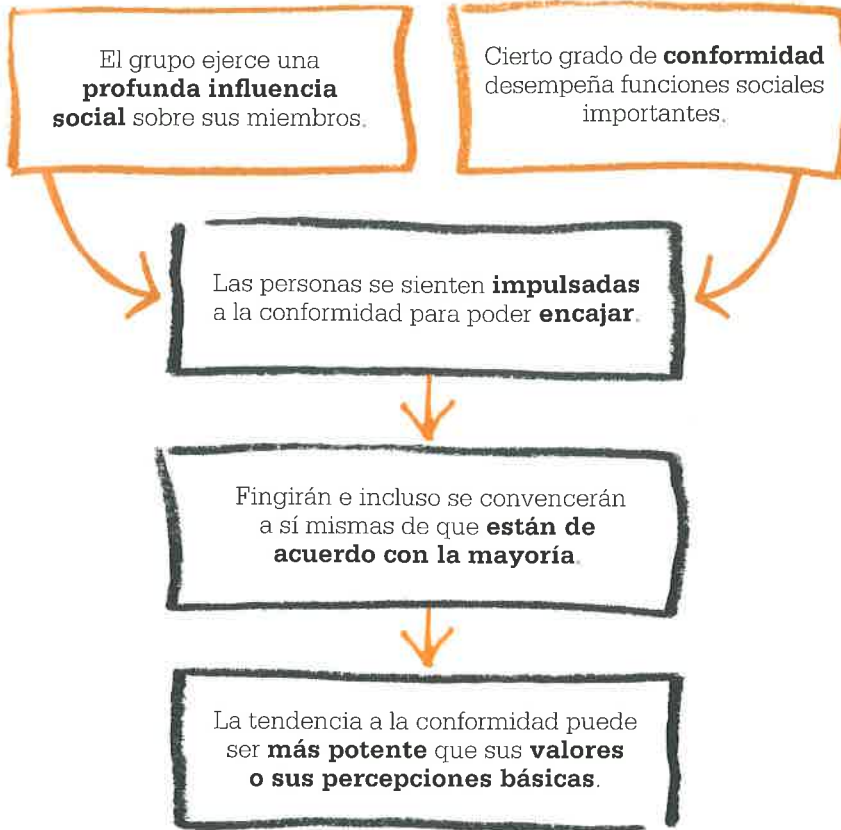 El grupo ejerce una
profunda influencia
social sobre sus miembros.
Cierto grado de conformidad
desempeña funciones sociales
importantes.
Las personas se sienten impulsadas
a la conformidad para poder encajar.
Fingirán e incluso se convencerán
a sí mismas de que están de
acuerdo con la mayoría.
La tendencia a la conformidad puede
ser más potente que sus valores
o sus percepciones básicas.